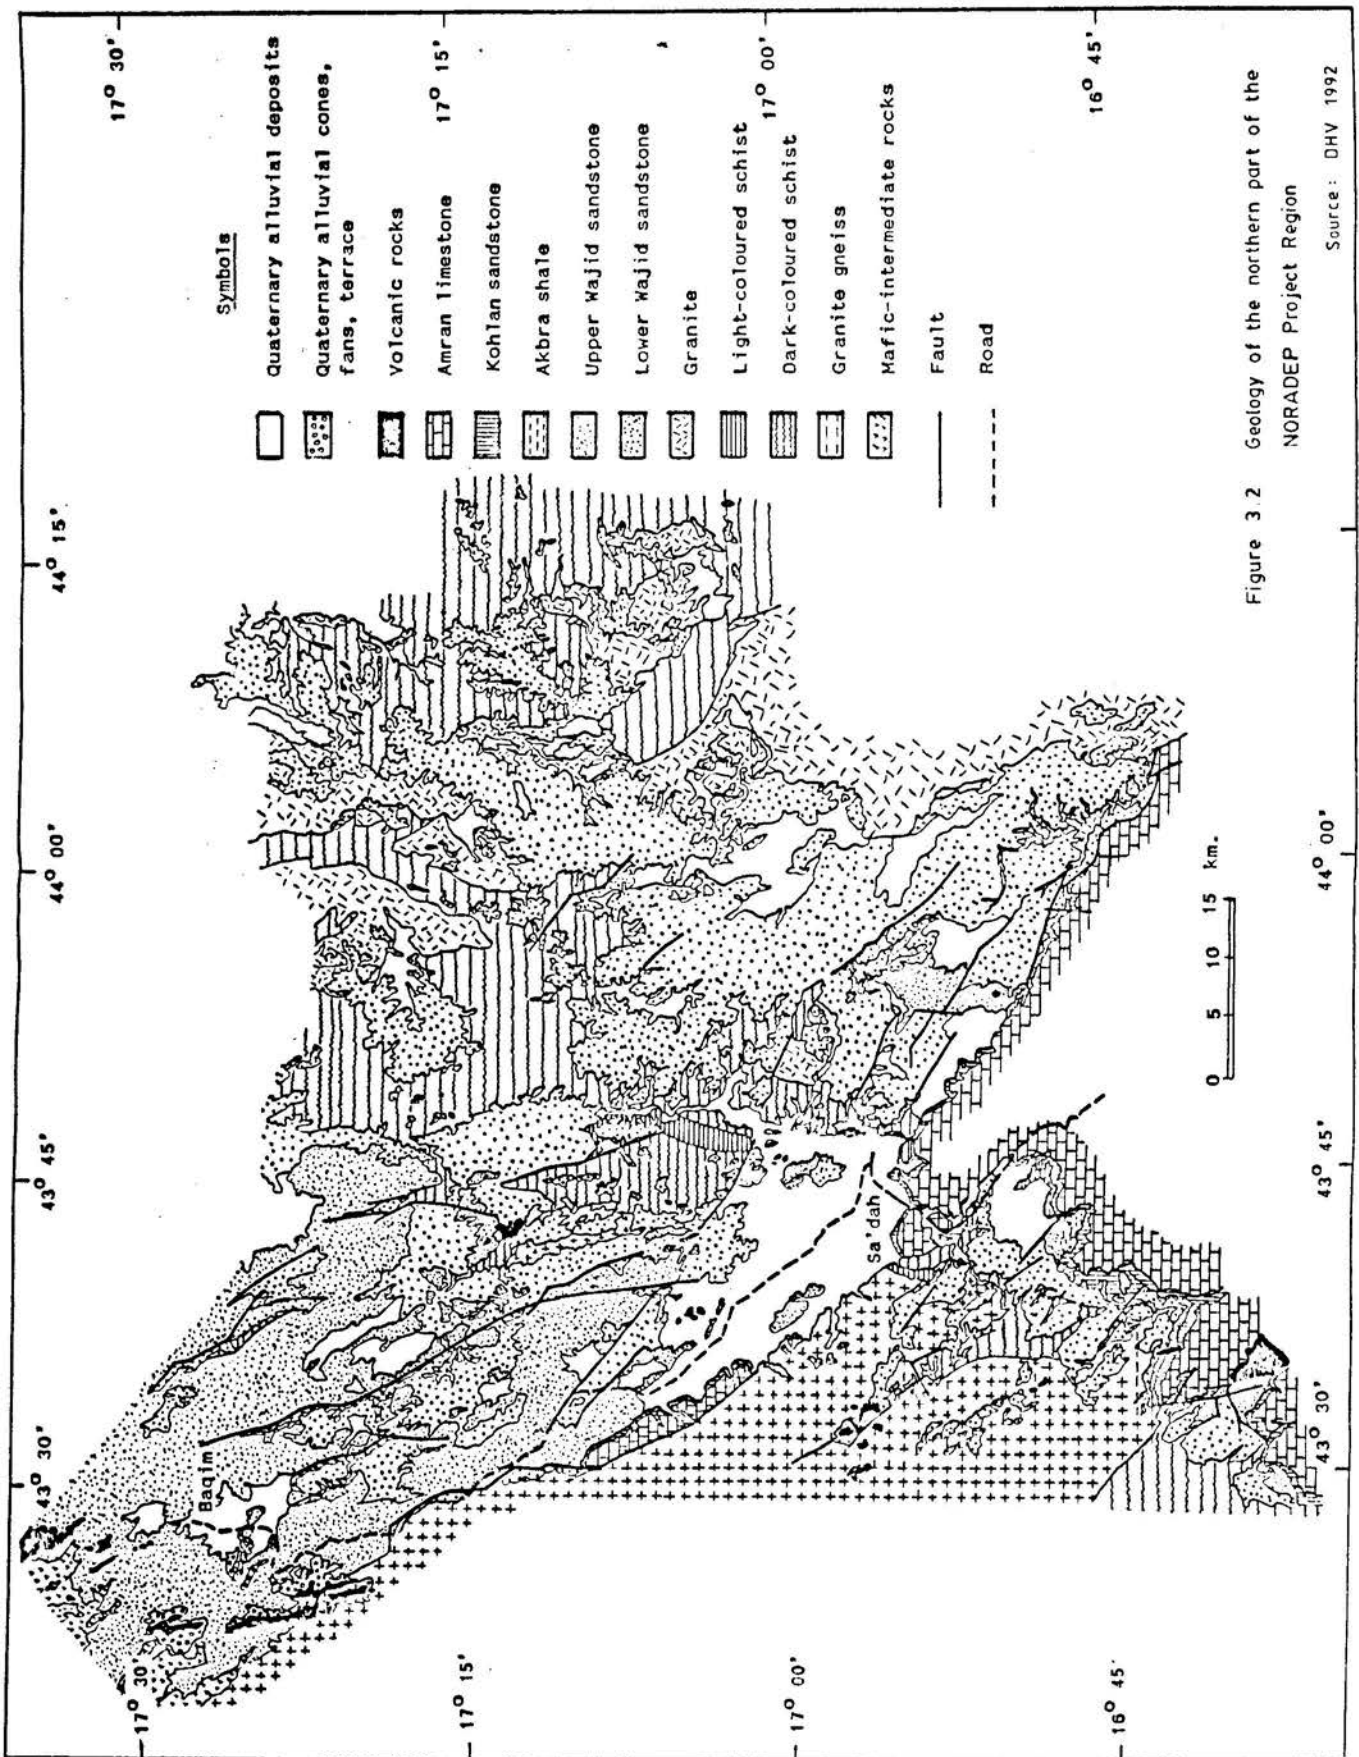 17° 30'
17° 15'
17° 00'
16° 45'
Symbols
Quaternary alluvial deposits
Quaternary alluvial cones,
fans, terrace
Volcanic rocks
Amran limestone
Kohlan sandstone
Akbra shale
Upper Wajid sandstone
Lower Wajid sandstone
Granite
Light-coloured schist
Dark-coloured schist
Granite gneiss
Mafic-intermediate rocks
Fault
Road
44° 15'
44° 00'
43° 45'
43° 30'
44° 00'
43° 45'
43° 30'
Baqim
Sa'dah
0 5 10 15 km.
17° 30'
17° 15'
17° 00'
16° 45'
Figure 3.2 Geology of the northern part of the
NORADEP Project Region
Source: DHV 1992